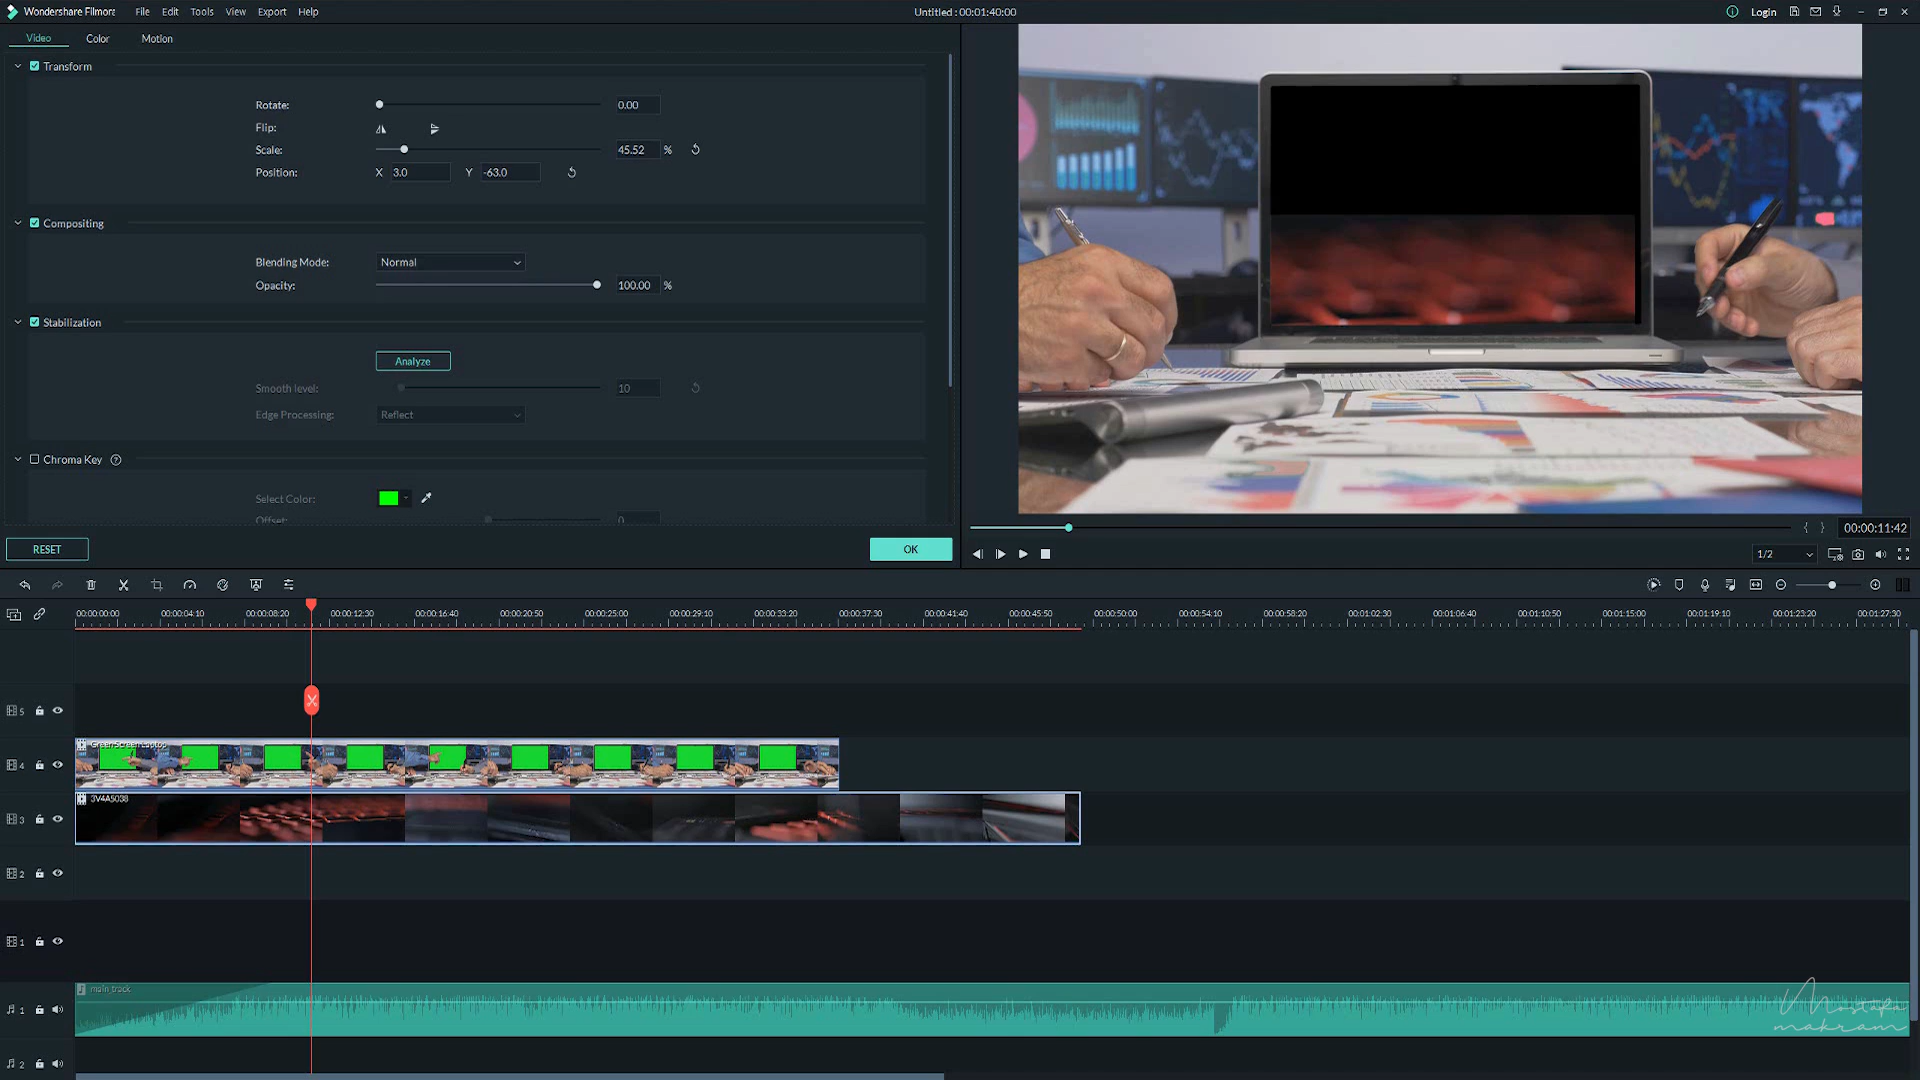 Wondershare Filmora File Edit Tools View Export Help
Untitled : 00:01:40:00
Login
Video Color Motion
Transform
Rotate: 0.00
Flip:
Scale: 45.52 %
Position: X 3.0 Y -63.0
Compositing
Blending Mode: Normal
Opacity: 100.00 %
Stabilization
Analyze
Smooth level: 10
Edge Processing: Reflect
Chroma Key ?
Select Color:
Offset: 0
RESET OK
{ } 00:00:11:42
1/2
00:00:00:00 00:00:04:10 00:00:08:20 00:00:12:30 00:00:16:40 00:00:20:50 00:00:25:00 00:00:29:10 00:00:33:20 00:00:37:30 00:00:41:40 00:00:45:50 00:00:50:00 00:00:54:10 00:00:58:20 00:01:02:30 00:01:06:40 00:01:10:50 00:01:15:00 00:01:19:10 00:01:23:20 00:01:27:30
5
Green Screen Laptop
4
3V4A5038
3
2
1
main track
1
Mostafa
makram
2